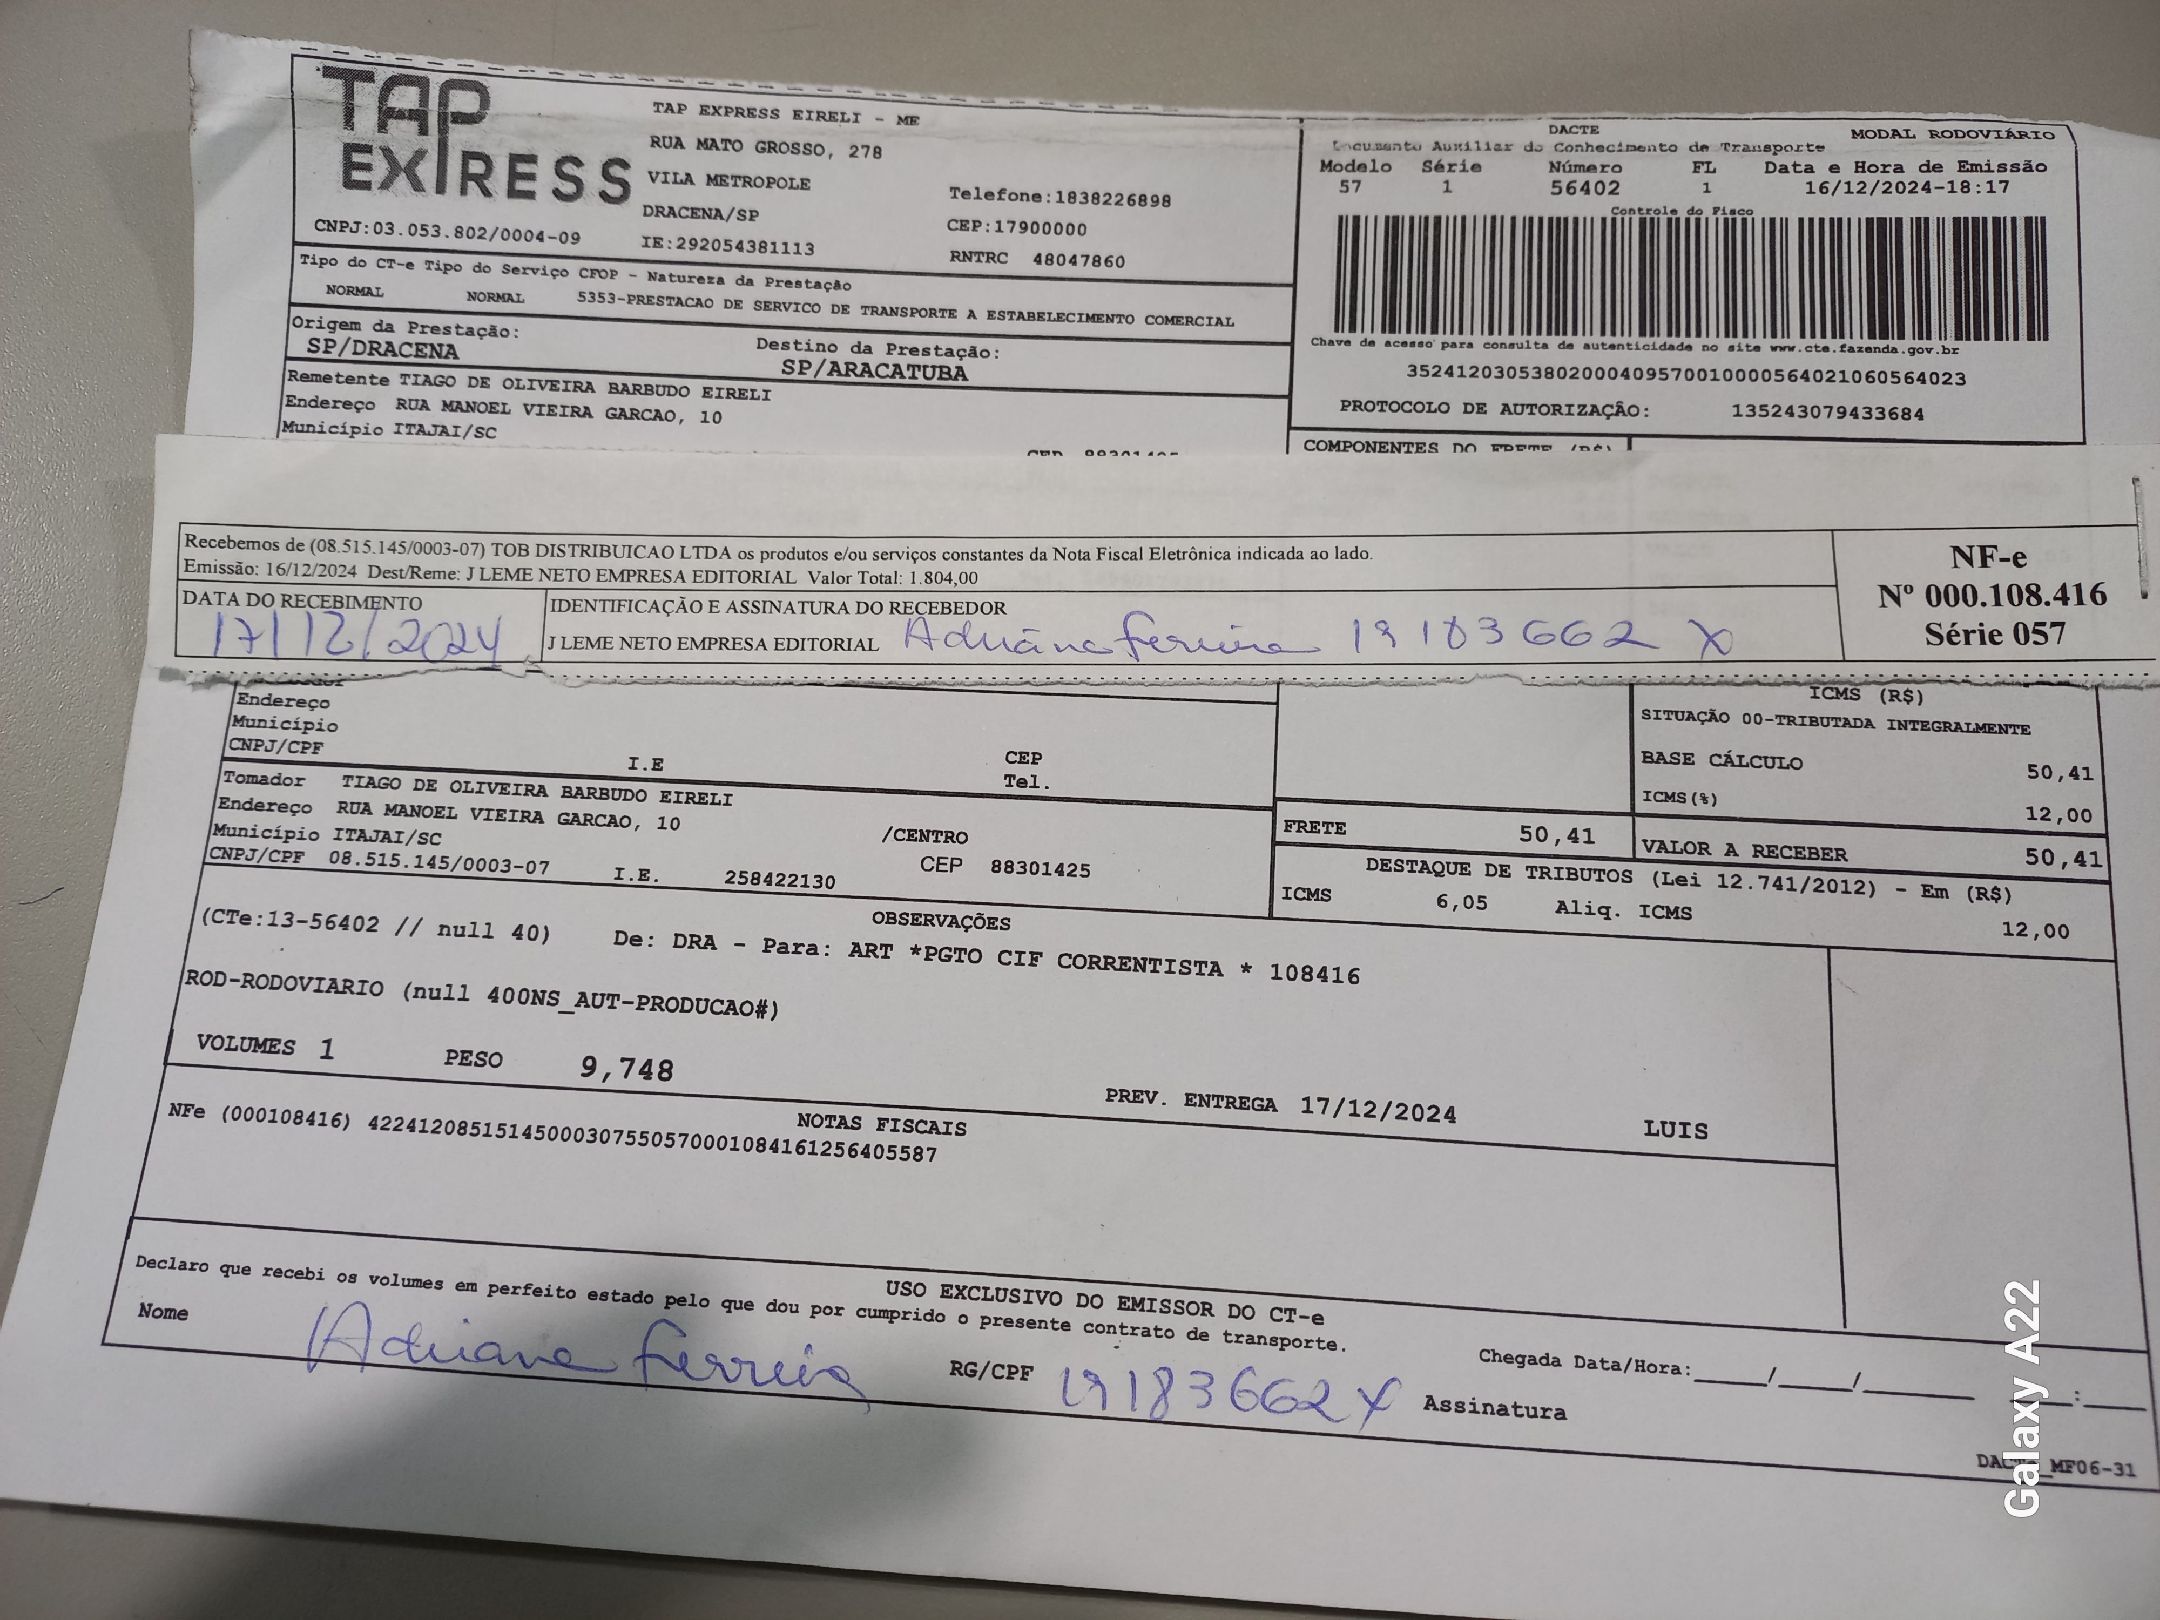 TAP EXPRESS
TAP EXPRESS EIRELI - ME
RUA MATO GROSSO, 278
VILA METROPOLE
Telefone:1838226898
DRACENA/SP
CEP:17900000
CNPJ:03.053.802/0004-09
IE:292054381113
RNTRC 48047860
DACTE
MODAL RODOVIÁRIO
Documento Auxiliar do Conhecimento de Transporte
Modelo Série Número FL Data e Hora de Emissão
57 1 56402 1 16/12/2024-18:17
Controle do Fisco
Chave de acesso para consulta de autenticidade no site www.cte.fazenda.gov.br
35241203053802000409570010000564021060564023
PROTOCOLO DE AUTORIZAÇÃO: 135243079433684
Tipo do CT-e Tipo do Serviço CFOP - Natureza da Prestação
NORMAL NORMAL 5353-PRESTACAO DE SERVICO DE TRANSPORTE A ESTABELECIMENTO COMERCIAL
Origem da Prestação: Destino da Prestação:
SP/DRACENA SP/ARACATUBA
Remetente TIAGO DE OLIVEIRA BARBUDO EIRELI
Endereço RUA MANOEL VIEIRA GARCAO, 10
Município ITAJAI/SC
COMPONENTES DO FRETE (R$)
Recebemos de (08.515.145/0003-07) TOB DISTRIBUICAO LTDA os produtos e/ou serviços constantes da Nota Fiscal Eletrônica indicada ao lado.
Emissão: 16/12/2024 Dest/Reme: J LEME NETO EMPRESA EDITORIAL Valor Total: 1.804,00
NF-e
Nº 000.108.416
Série 057
DATA DO RECEBIMENTO
17/12/2024
IDENTIFICAÇÃO E ASSINATURA DO RECEBEDOR
J LEME NETO EMPRESA EDITORIAL Adriana Ferreira 19183662 X
Endereço
Município
CNPJ/CPF I.E CEP
Tel.
ICMS (R$)
SITUAÇÃO 00-TRIBUTADA INTEGRALMENTE
BASE CÁLCULO 50,41
ICMS(%) 12,00
Tomador TIAGO DE OLIVEIRA BARBUDO EIRELI
Endereço RUA MANOEL VIEIRA GARCAO, 10 /CENTRO
Município ITAJAI/SC CEP 88301425
CNPJ/CPF 08.515.145/0003-07 I.E. 258422130
FRETE 50,41 VALOR A RECEBER 50,41
DESTAQUE DE TRIBUTOS (Lei 12.741/2012) - Em (R$)
ICMS 6,05 Aliq. ICMS 12,00
OBSERVAÇÕES
(CTe:13-56402 // null 40) De: DRA - Para: ART *PGTO CIF CORRENTISTA * 108416
ROD-RODOVIARIO (null 400NS_AUT-PRODUCAO#)
VOLUMES 1 PESO 9,748 PREV. ENTREGA 17/12/2024 LUIS
NOTAS FISCAIS
NFe (000108416) 42241208515145000307550570001084161256405587
USO EXCLUSIVO DO EMISSOR DO CT-e
Declaro que recebi os volumes em perfeito estado pelo que dou por cumprido o presente contrato de transporte.
Nome Adriana Ferreira RG/CPF 19183662 X Assinatura
Chegada Data/Hora:_____/_____/_______ ____:____
Galaxy A22